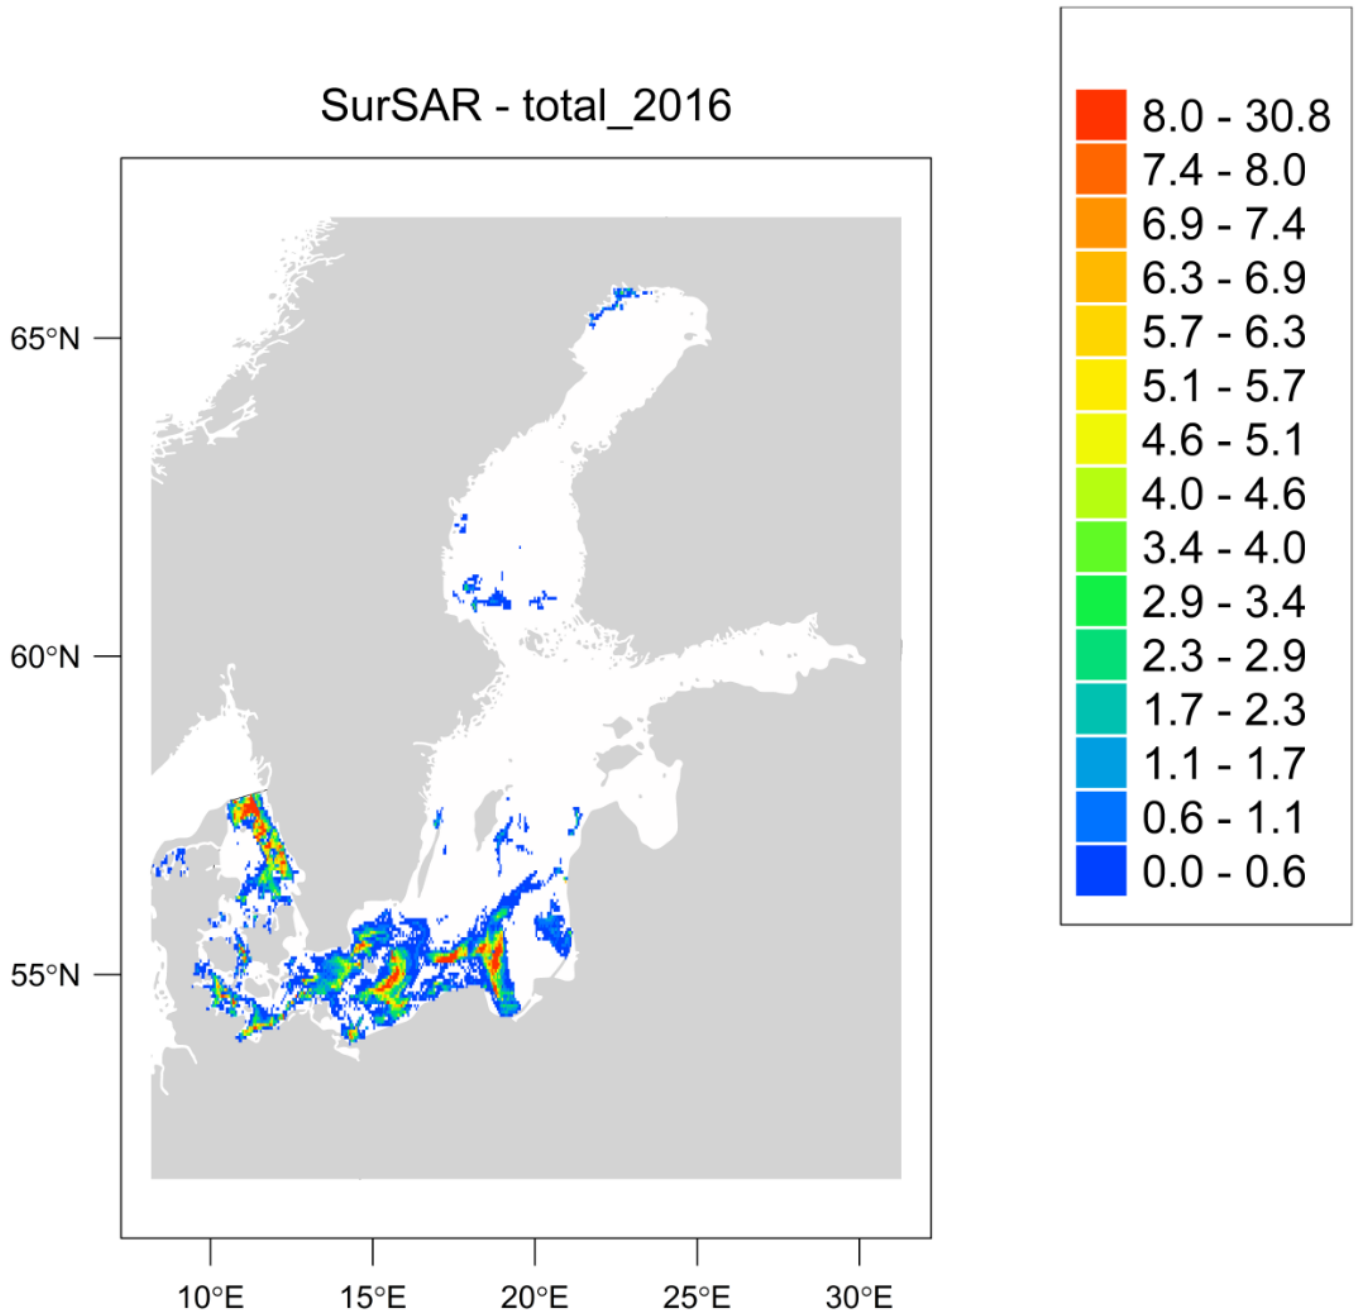 SurSAR - total_2016
65°N
60°N
55°N
10°E 15°E 20°E 25°E 30°E
8.0 - 30.8
7.4 - 8.0
6.9 - 7.4
6.3 - 6.9
5.7 - 6.3
5.1 - 5.7
4.6 - 5.1
4.0 - 4.6
3.4 - 4.0
2.9 - 3.4
2.3 - 2.9
1.7 - 2.3
1.1 - 1.7
0.6 - 1.1
0.0 - 0.6